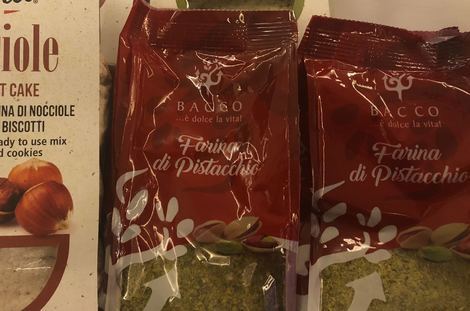 iole
T CAKE
NA DI NOCCIOLE
BISCOTTI
ady to use mix
d cookies
BACCO
...è dolce la vita!
Farina
di Pistacchio
BACCO
...è dolce la vita!
Farina
di Pistacchio